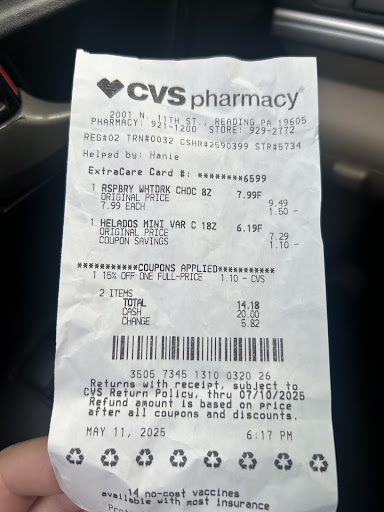 CVS pharmacy®
2001 N. 11TH ST., READING PA 19605
PHARMACY: 921-1200 STORE: 929-2772
REG#02 TRN#0032 CSHR#2590399 STR#5734
Helped by: Hanie
ExtraCare Card #: ********6599
1 RSPBRY WHTDRK CHOC 8Z 7.99F
ORIGINAL PRICE 9.49
7.99 EACH 1.50 -
1 HELADOS MINI VAR C 18Z 6.19F
ORIGINAL PRICE 7.29
COUPON SAVINGS 1.10 -
***********COUPONS APPLIED***********
1 15% OFF ONE FULL-PRICE 1.10 - CVS
2 ITEMS
TOTAL 14.18
CASH 20.00
CHANGE 5.82
3505 7345 1310 0320 26
Returns with receipt, subject to
CVS Return Policy, thru 07/10/2025
Refund amount is based on price
after all coupons and discounts.
MAY 11, 2025 6:17 PM
14 no-cost vaccines
available with most insurance